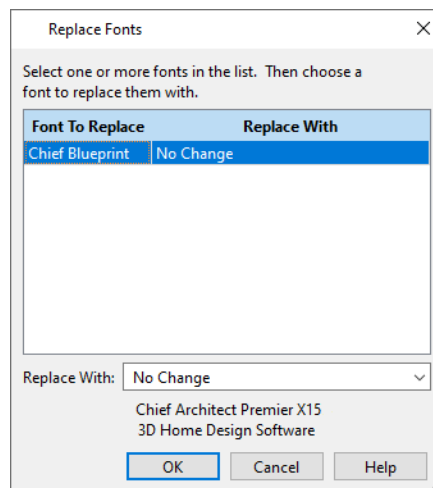 Replace Fonts
Select one or more fonts in the list. Then choose a
font to replace them with.
Font To Replace Replace With
Chief Blueprint No Change
Replace With: No Change
Chief Architect Premier X15
3D Home Design Software
OK Cancel Help